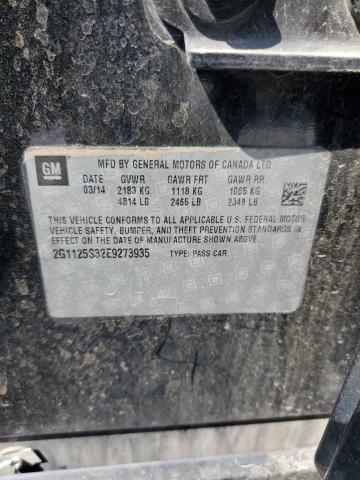 MFD BY GENERAL MOTORS OF CANADA LTD.
GM
DATE GVWR GAWR FRT GAWR RR
03/14 2183 KG 1118 KG 1065 KG
4814 LB 2465 LB 2349 LB
THIS VEHICLE CONFORMS TO ALL APPLICABLE U.S. FEDERAL MOTOR
VEHICLE SAFETY, BUMPER, AND THEFT PREVENTION STANDARDS
IN EFFECT ON THE DATE OF MANUFACTURE SHOWN ABOVE.
2G1125S33E9273935 TYPE: PASS CAR